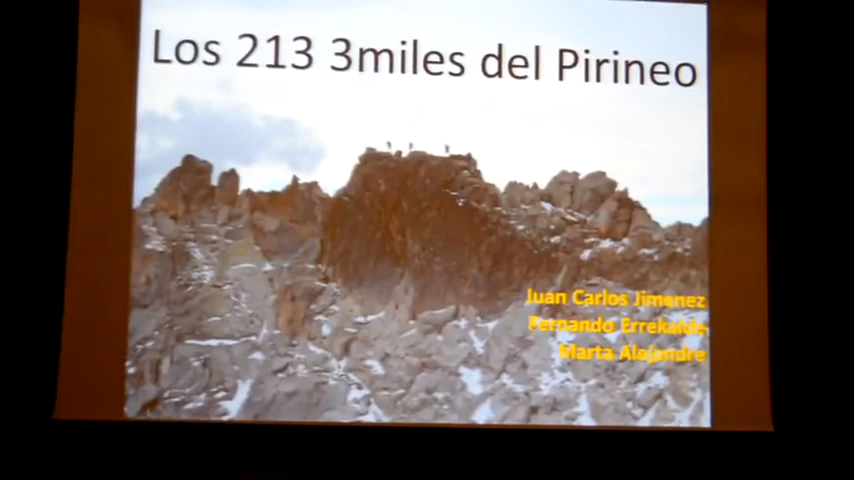 Los 213 3miles del Pirineo
Juan Carlos Jimenez
Fernando Errekalde
Marta Alejandre